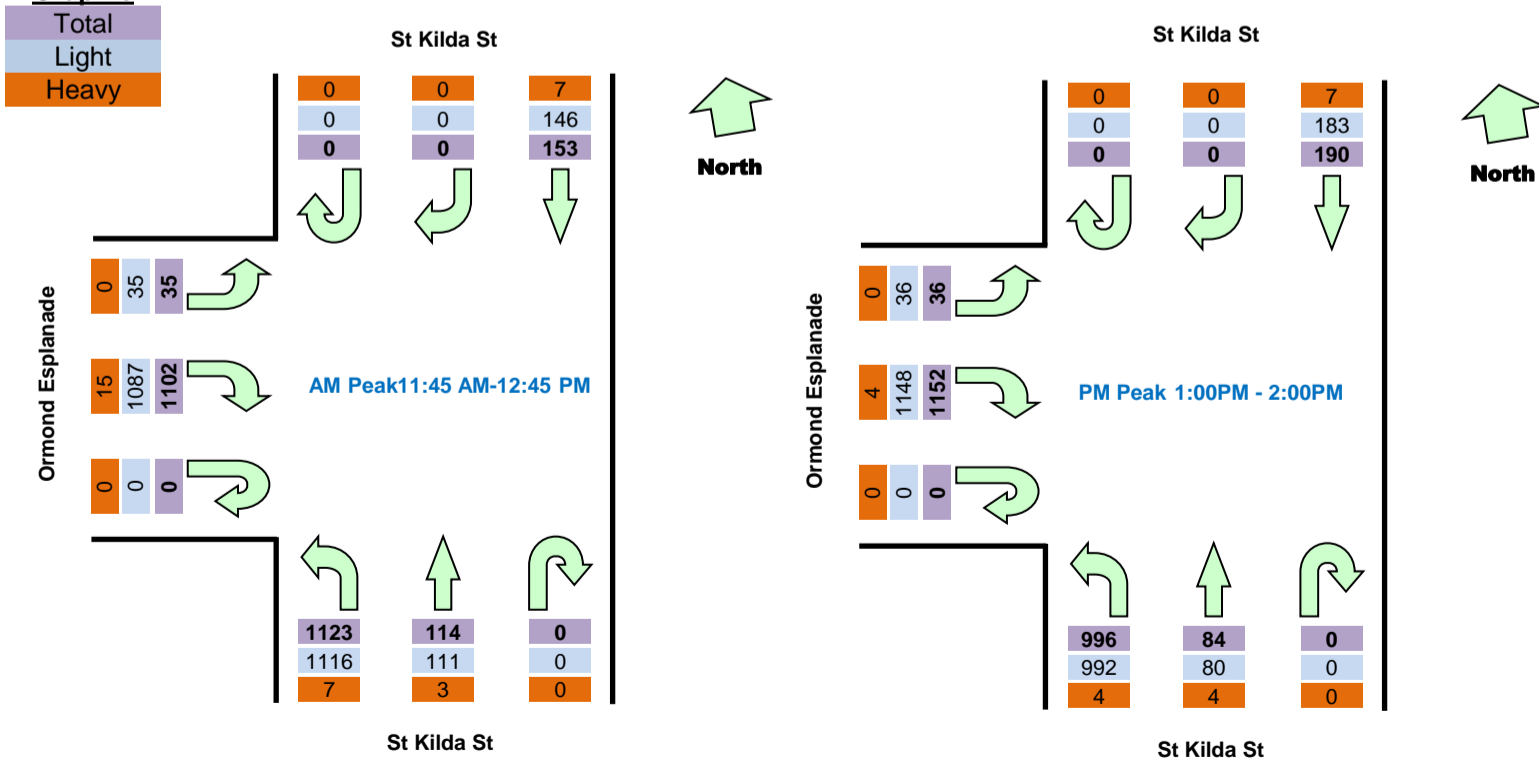 Total
Light
Heavy
St Kilda St
0 0 7
0 0 146
0 0 153
North
Ormond Esplanade
0 35 35
15 1087 1102
0 0 0
AM Peak11:45 AM-12:45 PM
1123 114 0
1116 111 0
7 3 0
St Kilda St
St Kilda St
0 0 7
0 0 183
0 0 190
North
Ormond Esplanade
0 36 36
4 1148 1152
0 0 0
PM Peak 1:00PM - 2:00PM
996 84 0
992 80 0
4 4 0
St Kilda St